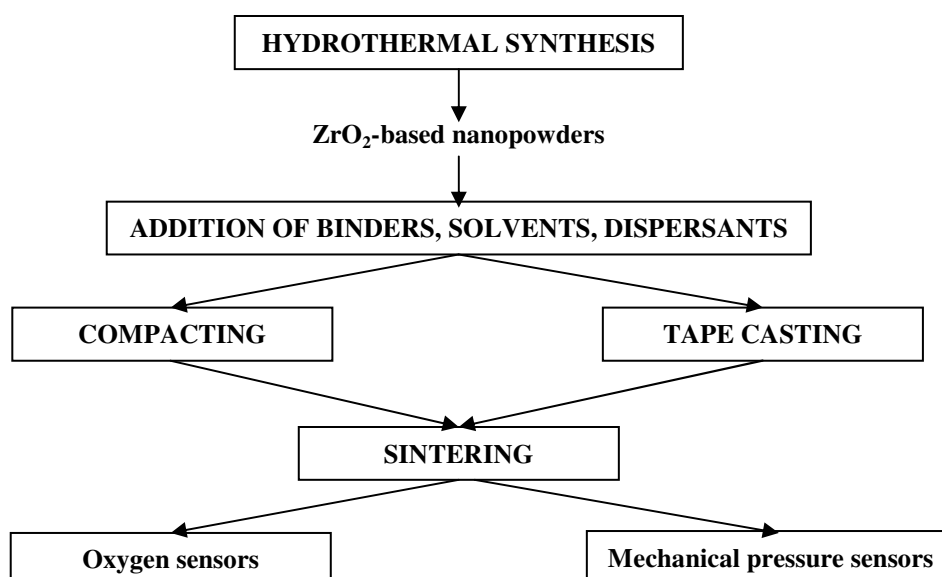 HYDROTHERMAL SYNTHESIS
ZrO₂-based nanopowders
ADDITION OF BINDERS, SOLVENTS, DISPERSANTS
COMPACTING
TAPE CASTING
SINTERING
Oxygen sensors
Mechanical pressure sensors